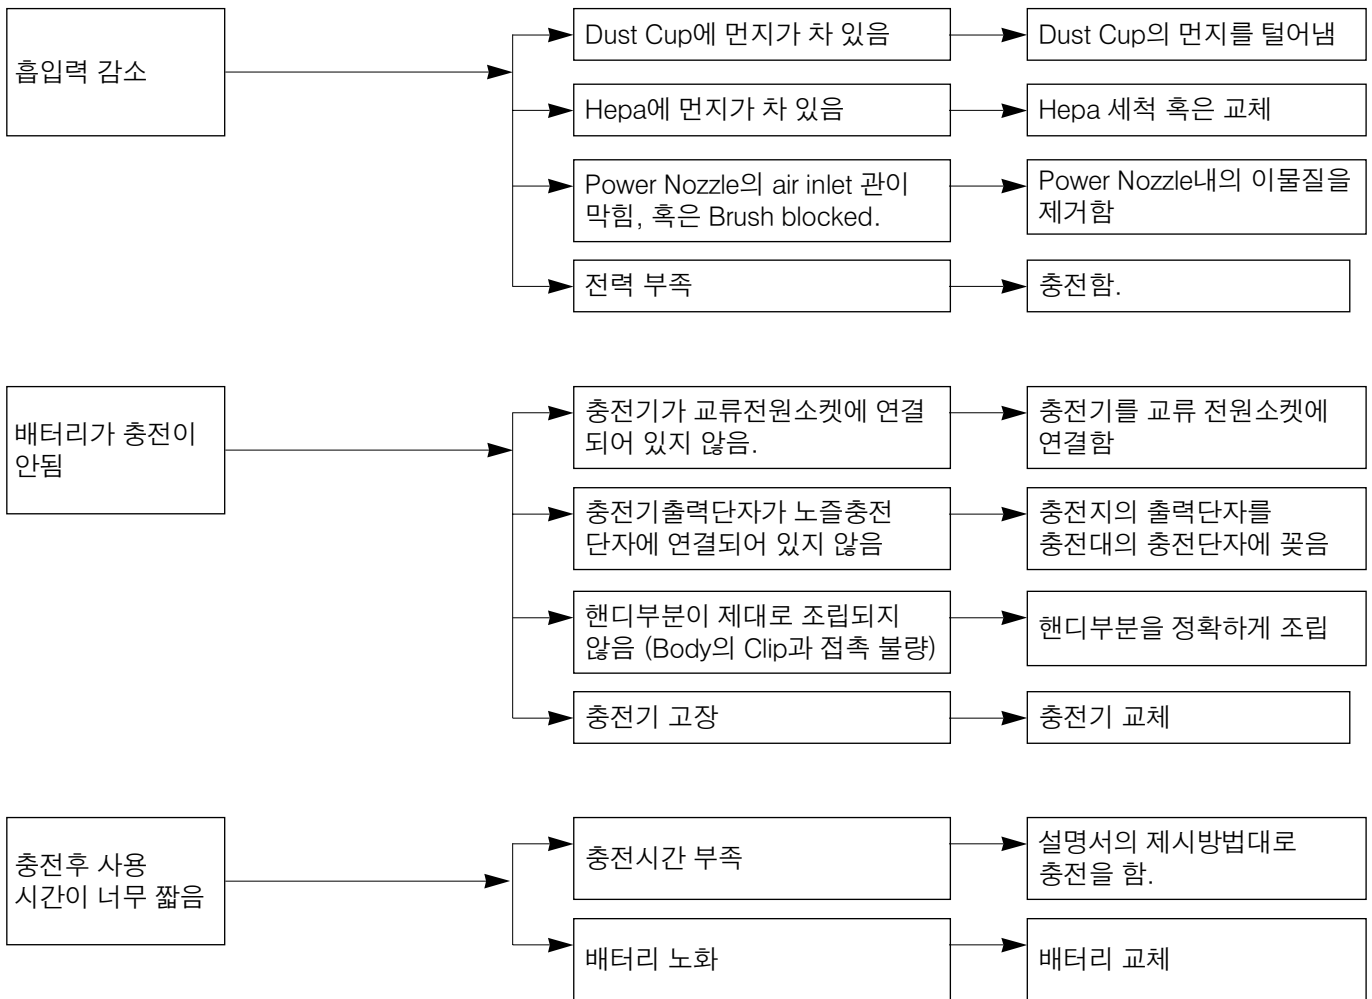 흡입력 감소
Dust Cup에 먼지가 차 있음
Dust Cup의 먼지를 털어냄
Hepa에 먼지가 차 있음
Hepa 세척 혹은 교체
Power Nozzle의 air inlet 관이
막힘, 혹은 Brush blocked.
Power Nozzle내의 이물질을
제거함
전력 부족
충전함.
배터리가 충전이
안됨
충전기가 교류전원소켓에 연결
되어 있지 않음.
충전기를 교류 전원소켓에
연결함
충전기출력단자가 노즐충전
단자에 연결되어 있지 않음
충전지의 출력단자를
충전대의 충전단자에 꽂음
핸디부분이 제대로 조립되지
않음 (Body의 Clip과 접촉 불량)
핸디부분을 정확하게 조립
충전기 고장
충전기 교체
충전후 사용
시간이 너무 짧음
충전시간 부족
설명서의 제시방법대로
충전을 함.
배터리 노화
배터리 교체